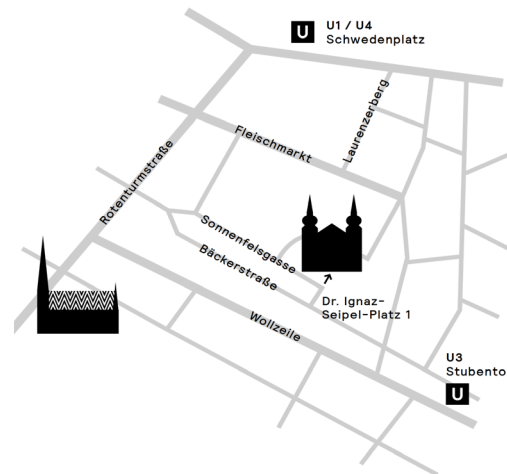 U
U1 / U4
Schwedenplatz
Laurenzerberg
Fleischmarkt
Rotenturmstraße
Sonnenfelsgasse
Bäckerstraße
Dr. Ignaz-
Seipel-Platz 1
Wollzeile
U3
Stubento
U